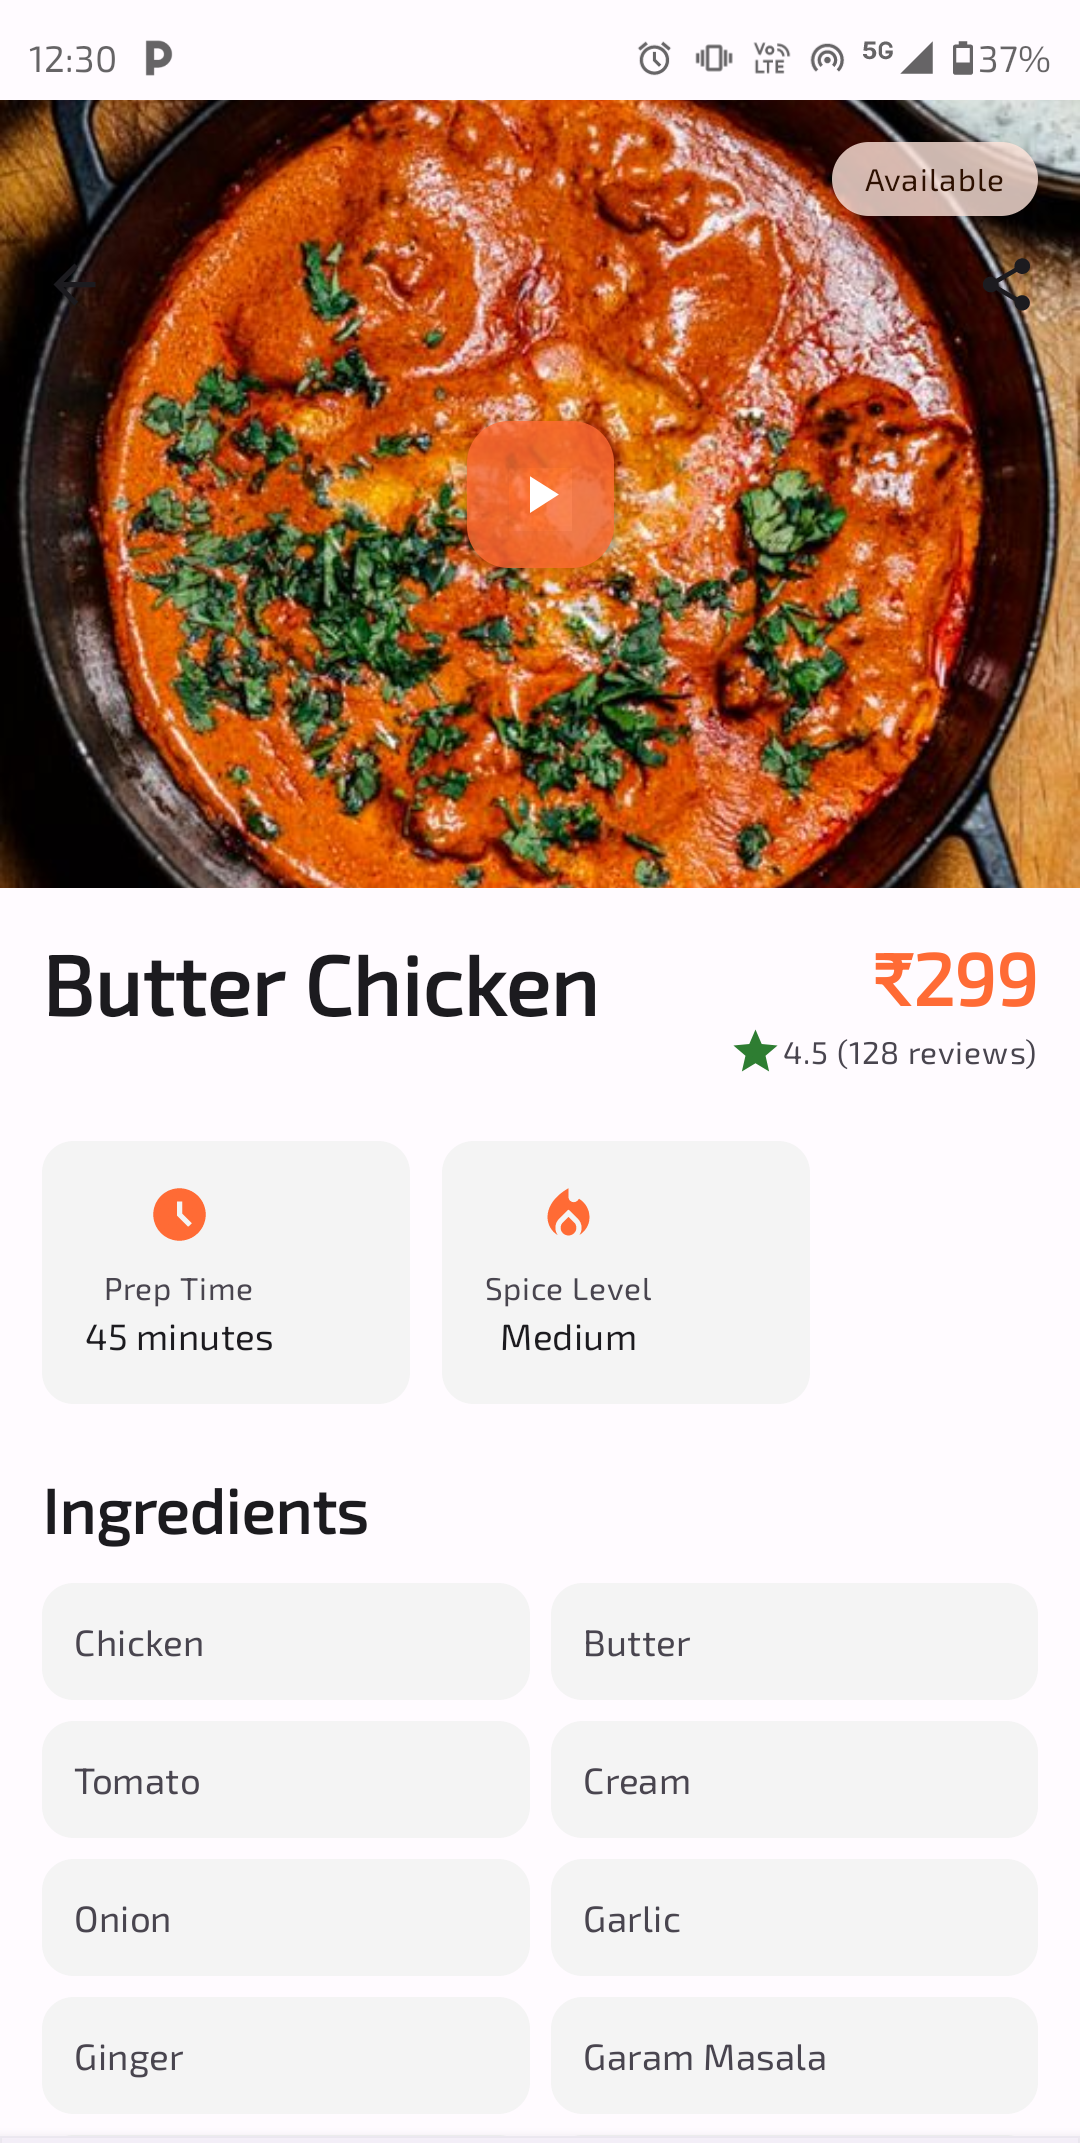 12:30 P Vo LTE 5G 37%
Available
Butter Chicken
₹299
4.5 (128 reviews)
Prep Time
45 minutes
Spice Level
Medium
Ingredients
Chicken
Butter
Tomato
Cream
Onion
Garlic
Ginger
Garam Masala